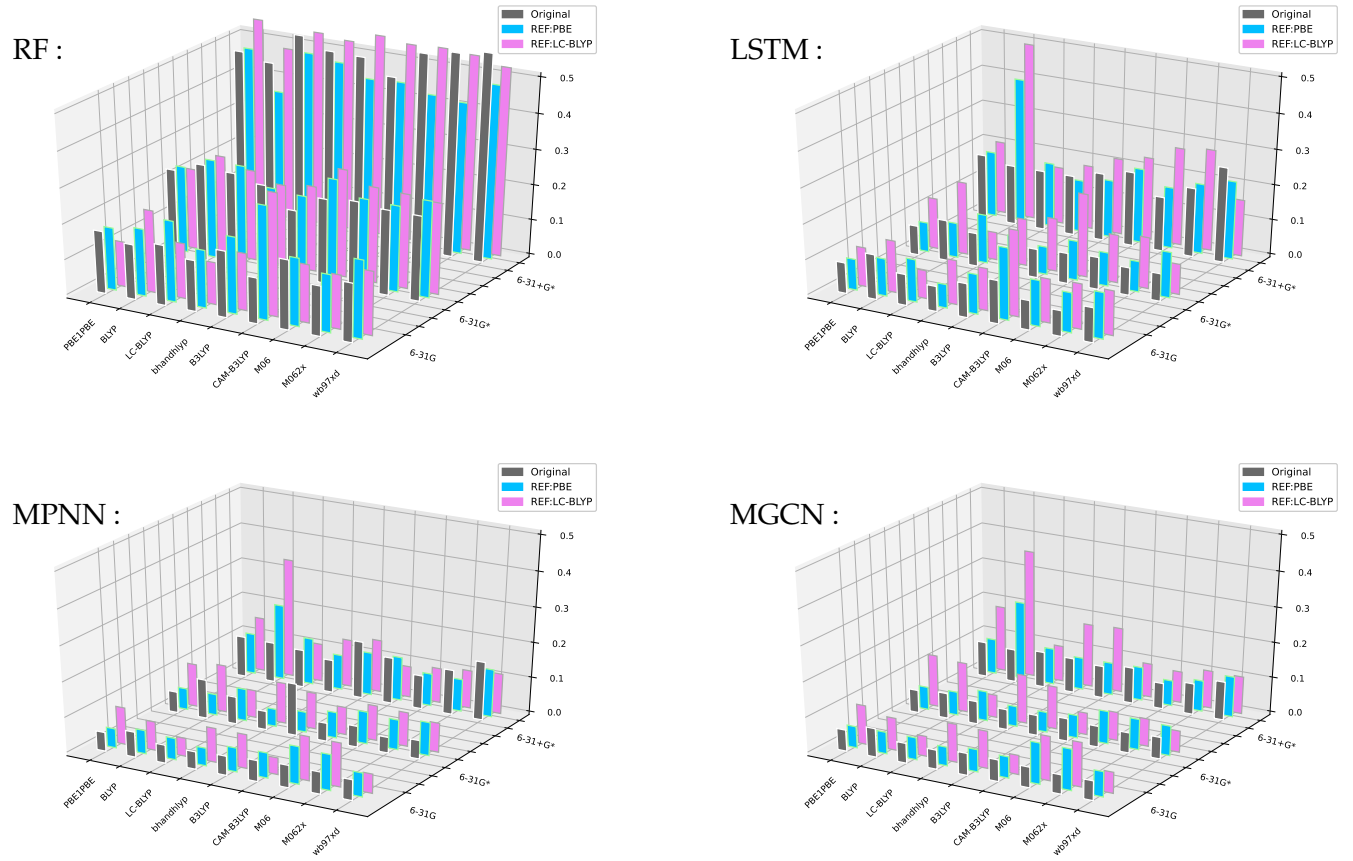 RF :
Original
REF:PBE
REF:LC-BLYP
0.5
0.4
0.3
0.2
0.1
0.0
6-31+G*
6-31G*
6-31G
PBE1PBE
BLYP
LC-BLYP
bhandhlyp
B3LYP
CAM-B3LYP
M06
M062x
wb97xd
LSTM :
Original
REF:PBE
REF:LC-BLYP
0.5
0.4
0.3
0.2
0.1
0.0
6-31+G*
6-31G*
6-31G
PBE1PBE
BLYP
LC-BLYP
bhandhlyp
B3LYP
CAM-B3LYP
M06
M062x
wb97xd
MPNN :
Original
REF:PBE
REF:LC-BLYP
0.5
0.4
0.3
0.2
0.1
0.0
6-31+G*
6-31G*
6-31G
PBE1PBE
BLYP
LC-BLYP
bhandhlyp
B3LYP
CAM-B3LYP
M06
M062x
wb97xd
MGCN :
Original
REF:PBE
REF:LC-BLYP
0.5
0.4
0.3
0.2
0.1
0.0
6-31+G*
6-31G*
6-31G
PBE1PBE
BLYP
LC-BLYP
bhandhlyp
B3LYP
CAM-B3LYP
M06
M062x
wb97xd